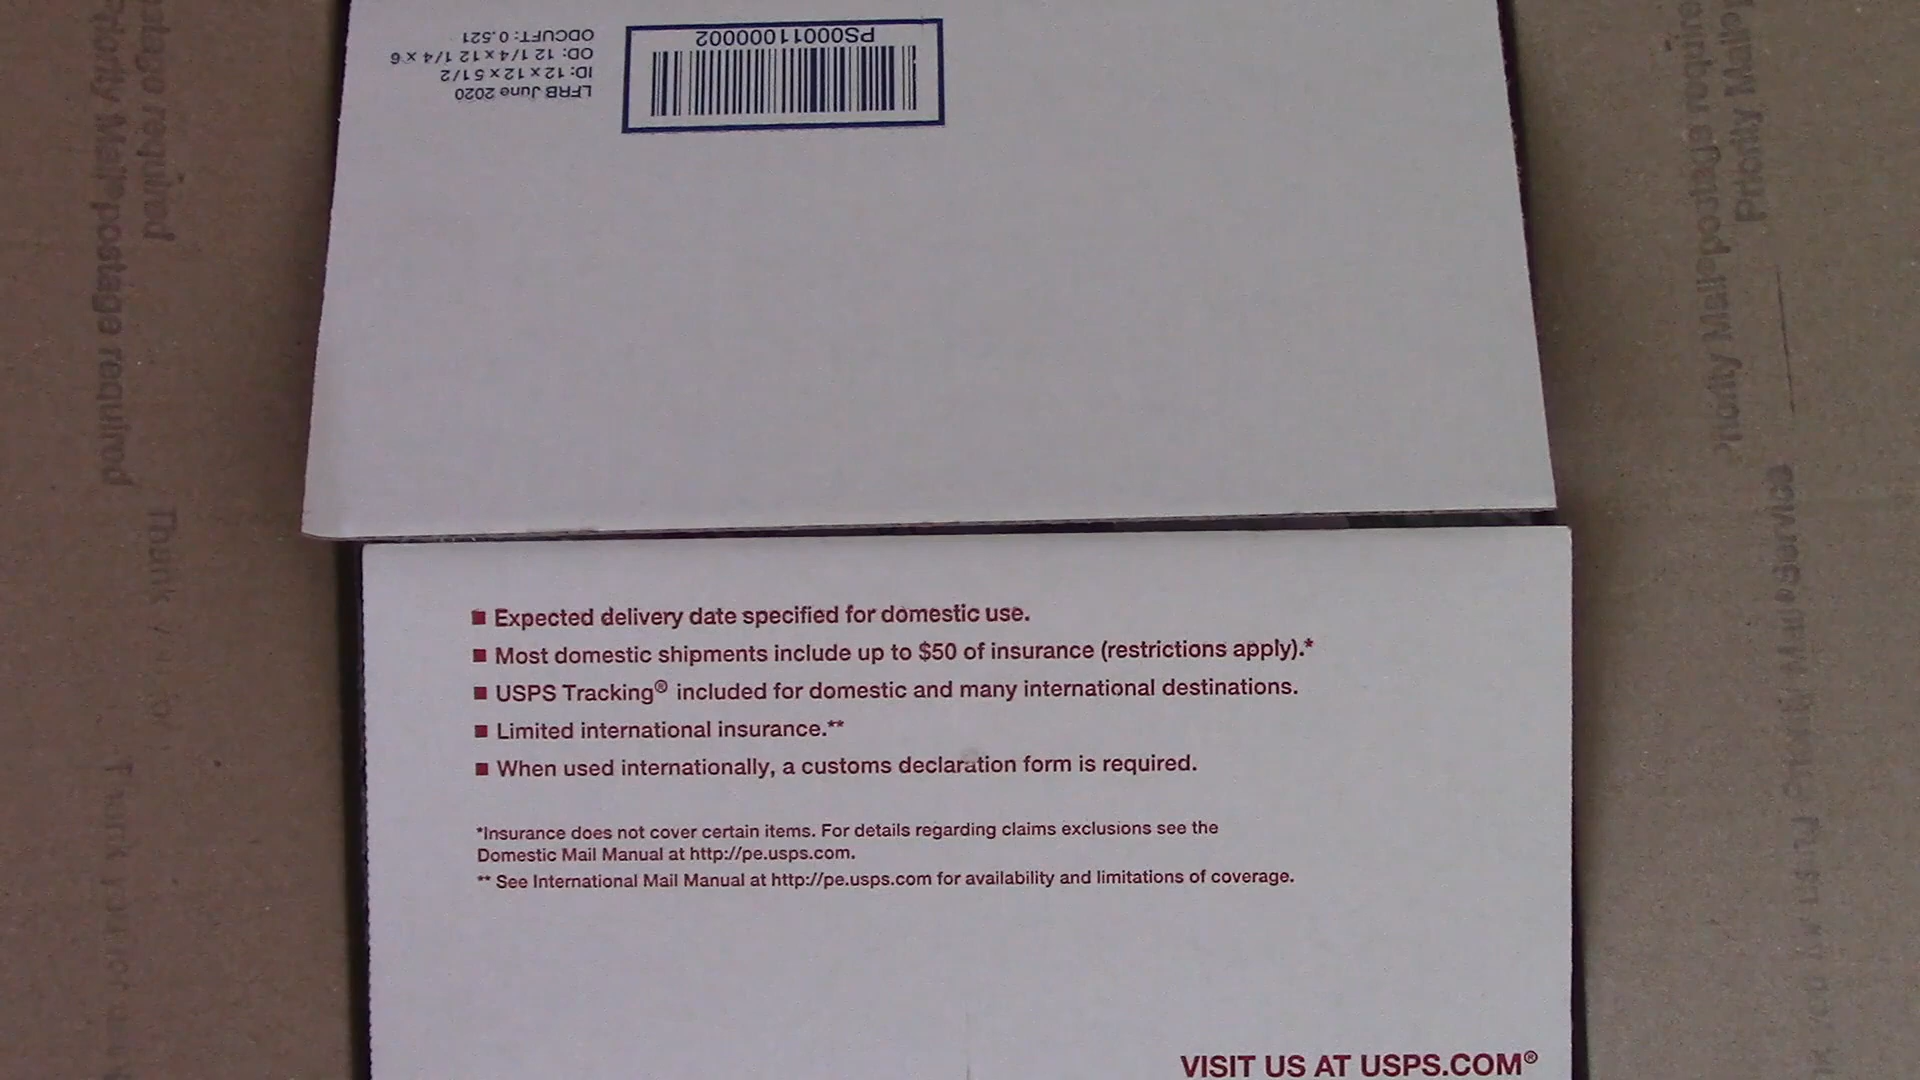 PS00011000002
LFRB June 2020
ID: 12 x 12 x 5 1/2
OD: 12 1/4 x 12 1/4 x 6
ODCUFT: 0.521
■ Expected delivery date specified for domestic use.
■ Most domestic shipments include up to $50 of insurance (restrictions apply).*
■ USPS Tracking® included for domestic and many international destinations.
■ Limited international insurance.**
■ When used internationally, a customs declaration form is required.
*Insurance does not cover certain items. For details regarding claims exclusions see the
Domestic Mail Manual at http://pe.usps.com.
** See International Mail Manual at http://pe.usps.com for availability and limitations of coverage.
VISIT US AT USPS.COM®
postage required
Priority Mail postage required
Thank
Priority Mail
Priority Mail postage require
Priority Mail Service